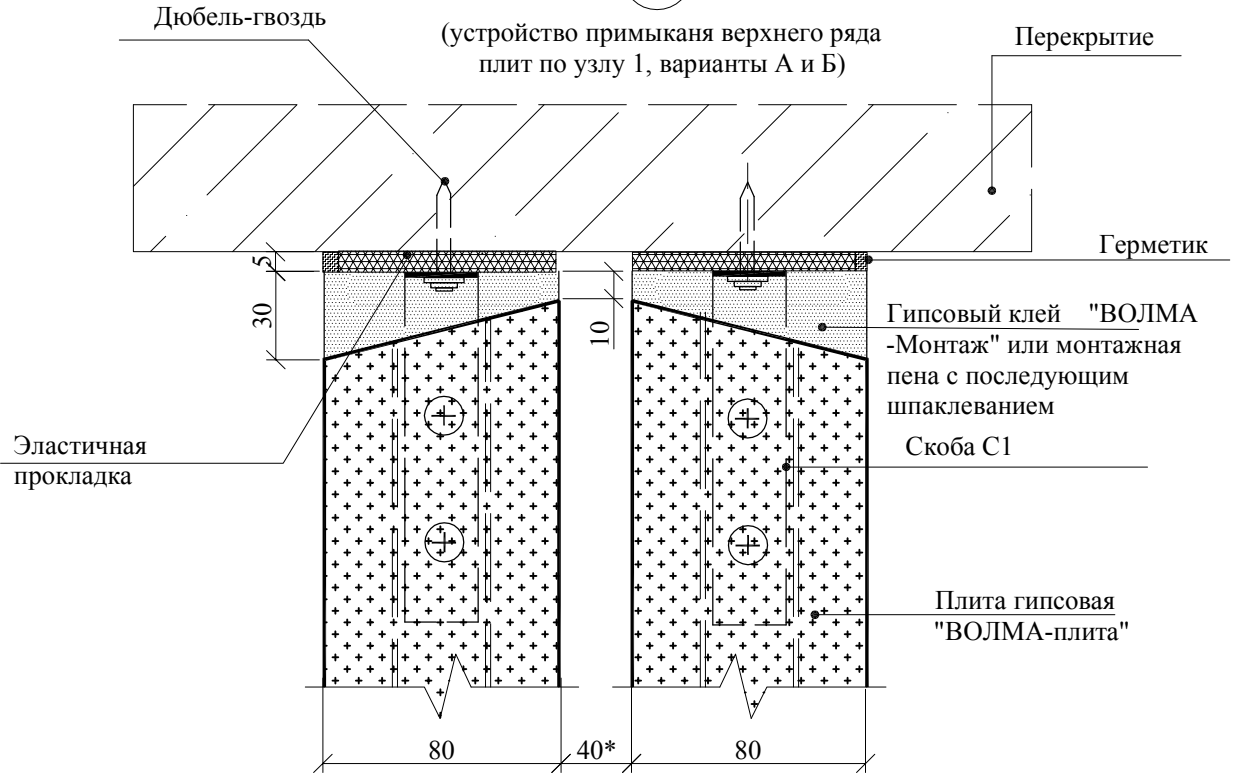 Дюбель-гвоздь
(устройство примыканя верхнего ряда
плит по узлу 1, варианты А и Б)
Перекрытие
Герметик
5
30
10
Гипсовый клей "ВОЛМА
-Монтаж" или монтажная
пена с последующим
шпаклеванием
Эластичная
прокладка
Скоба С1
Плита гипсовая
"ВОЛМА-плита"
80
40*
80